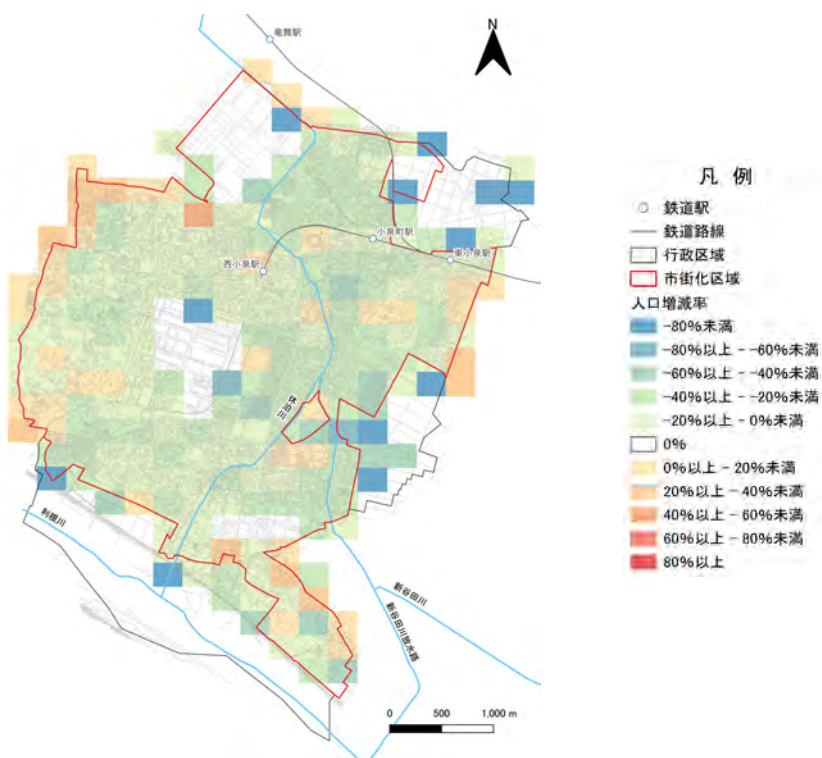 竜舞駅
N
小泉町駅
東小泉駅
西小泉駅
休泊川
利根川
新谷田川
新谷田川放水路
0 500 1,000 m
凡 例
鉄道駅
鉄道路線
行政区域
市街化区域
人口増減率
-80%未満
-80%以上 - -60%未満
-60%以上 - -40%未満
-40%以上 - -20%未満
-20%以上 - 0%未満
0%
0%以上 - 20%未満
20%以上 - 40%未満
40%以上 - 60%未満
60%以上 - 80%未満
80%以上